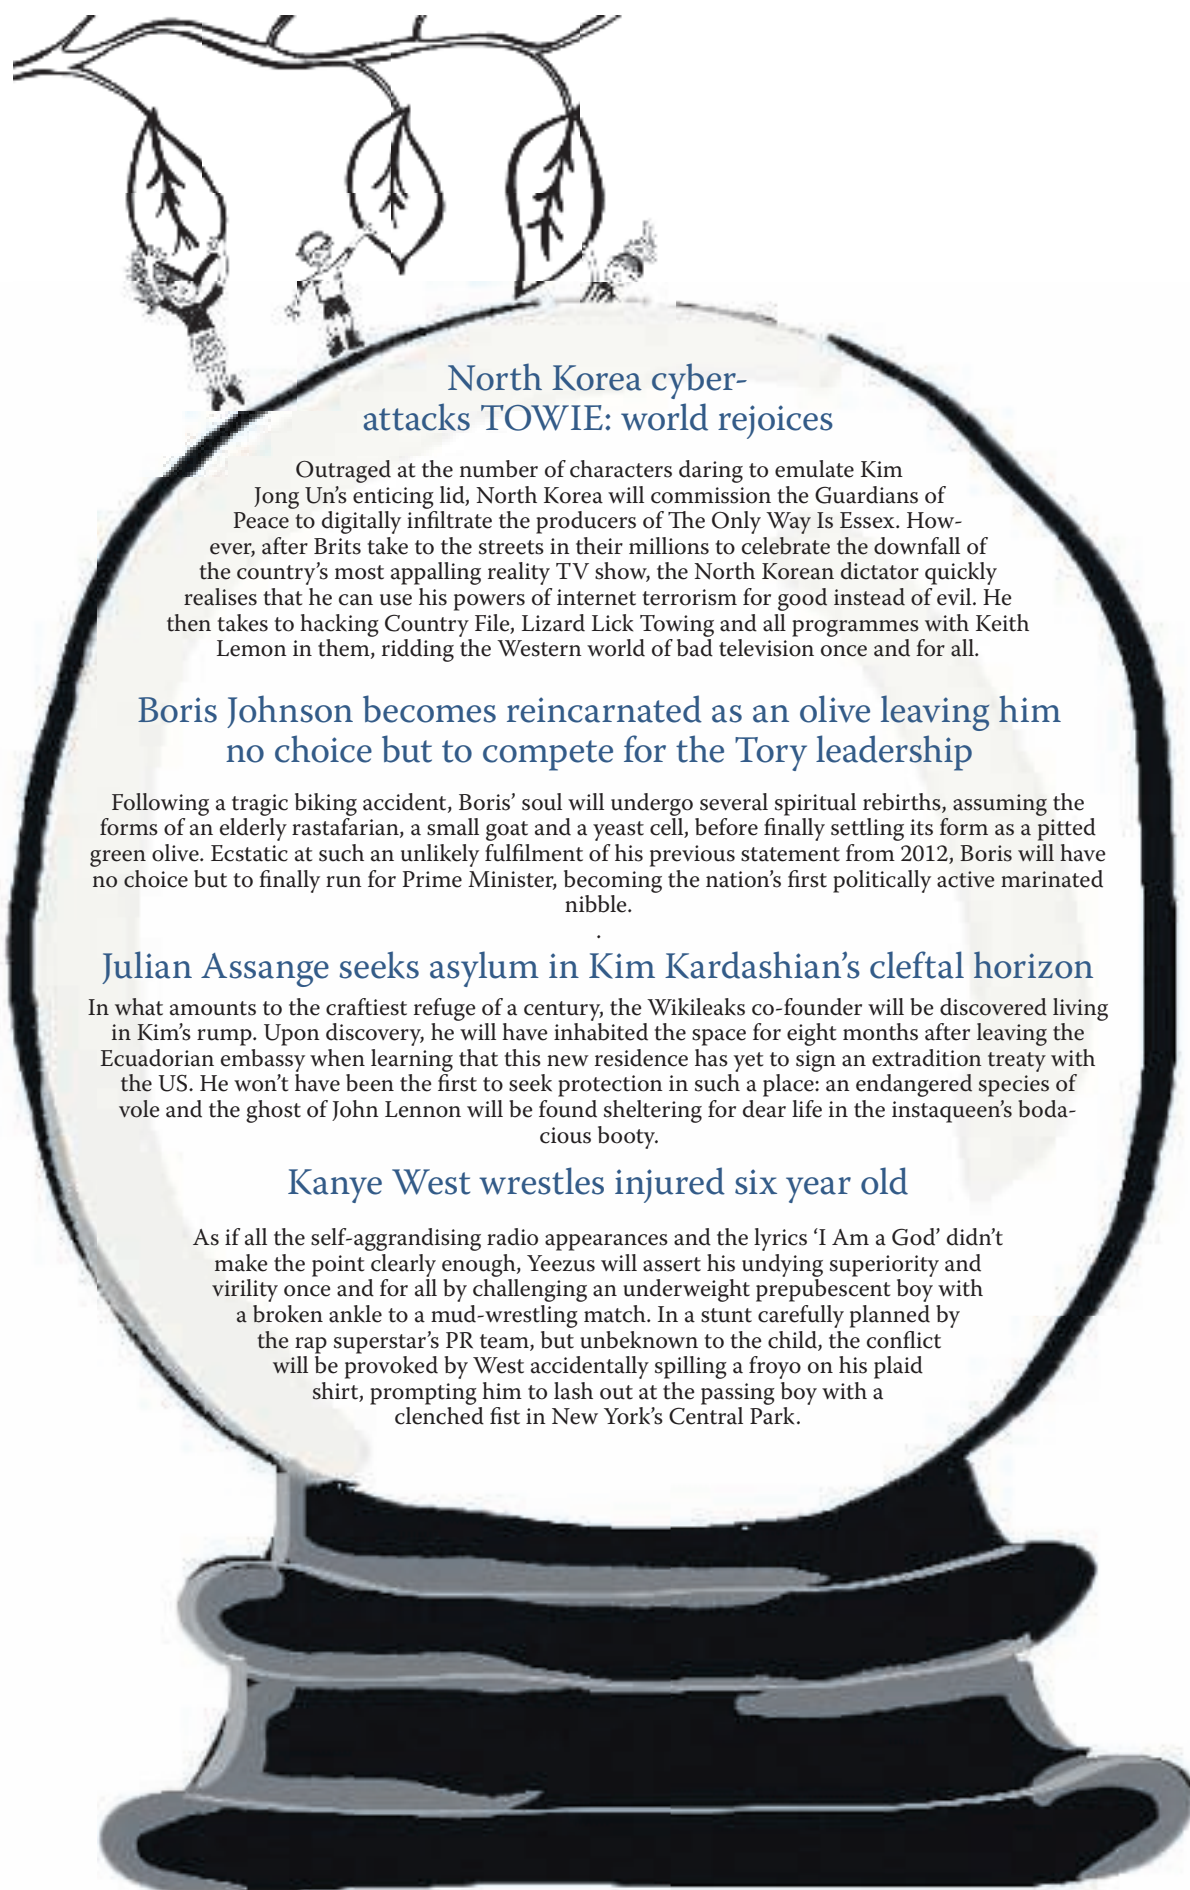 North Korea cyber-
attacks TOWIE: world rejoices
Outraged at the number of characters daring to emulate Kim
Jong Un’s enticing lid, North Korea will commission the Guardians of
Peace to digitally infiltrate the producers of The Only Way Is Essex. How-
ever, after Brits take to the streets in their millions to celebrate the downfall of
the country’s most appalling reality TV show, the North Korean dictator quickly
realises that he can use his powers of internet terrorism for good instead of evil. He
then takes to hacking Country File, Lizard Lick Towing and all programmes with Keith
Lemon in them, ridding the Western world of bad television once and for all.
Boris Johnson becomes reincarnated as an olive leaving him
no choice but to compete for the Tory leadership
Following a tragic biking accident, Boris’ soul will undergo several spiritual rebirths, assuming the
forms of an elderly rastafarian, a small goat and a yeast cell, before finally settling its form as a pitted
green olive. Ecstatic at such an unlikely fulfilment of his previous statement from 2012, Boris will have
no choice but to finally run for Prime Minister, becoming the nation’s first politically active marinated
nibble.
.
Julian Assange seeks asylum in Kim Kardashian’s cleftal horizon
In what amounts to the craftiest refuge of a century, the Wikileaks co-founder will be discovered living
in Kim’s rump. Upon discovery, he will have inhabited the space for eight months after leaving the
Ecuadorian embassy when learning that this new residence has yet to sign an extradition treaty with
the US. He won’t have been the first to seek protection in such a place: an endangered species of
vole and the ghost of John Lennon will be found sheltering for dear life in the instaqueen’s boda-
cious booty.
Kanye West wrestles injured six year old
As if all the self-aggrandising radio appearances and the lyrics ‘I Am a God’ didn’t
make the point clearly enough, Yeezus will assert his undying superiority and
virility once and for all by challenging an underweight prepubescent boy with
a broken ankle to a mud-wrestling match. In a stunt carefully planned by
the rap superstar’s PR team, but unbeknown to the child, the conflict
will be provoked by West accidentally spilling a froyo on his plaid
shirt, prompting him to lash out at the passing boy with a
clenched fist in New York’s Central Park.